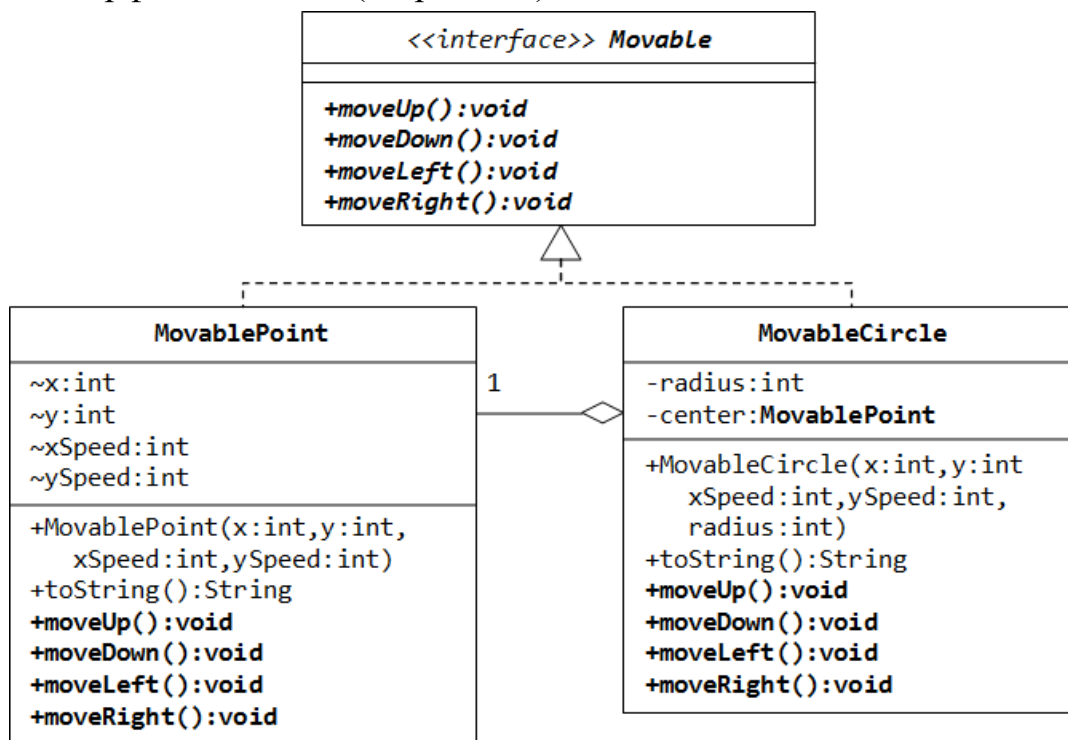 <<interface>> Movable
+moveUp():void
+moveDown():void
+moveLeft():void
+moveRight():void
MovablePoint
~x:int
~y:int
~xSpeed:int
~ySpeed:int
+MovablePoint(x:int,y:int,
xSpeed:int,ySpeed:int)
+toString():String
+moveUp():void
+moveDown():void
+moveLeft():void
+moveRight():void
1
MovableCircle
-radius:int
-center:MovablePoint
+MovableCircle(x:int,y:int
xSpeed:int,ySpeed:int,
radius:int)
+toString():String
+moveUp():void
+moveDown():void
+moveLeft():void
+moveRight():void